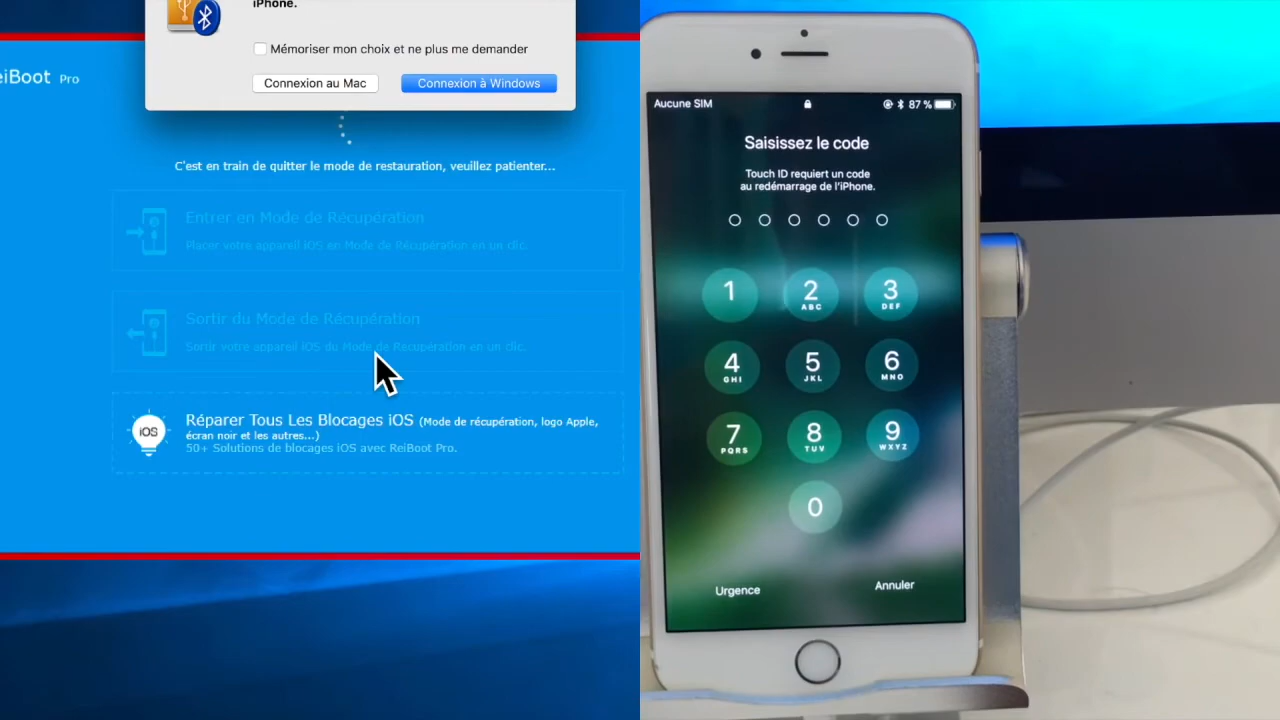 iPhone.
Mémoriser mon choix et ne plus me demander
Connexion au Mac
Connexion à Windows
eiBoot Pro
C'est en train de quitter le mode de restauration, veuillez patienter...
Entrer en Mode de Récupération
Placer votre appareil iOS en Mode de Récupération en un clic.
Sortir du Mode de Récupération
Sortir votre appareil iOS du Mode de Récupération en un clic.
iOS
Réparer Tous Les Blocages iOS (Mode de récupération, logo Apple,
écran noir et les autres...)
50+ Solutions de blocages iOS avec ReiBoot Pro.
Aucune SIM
87 %
Saisissez le code
Touch ID requiert un code
au redémarrage de l'iPhone.
1
2
ABC
3
DEF
4
GHI
5
JKL
6
MNO
7
PQRS
8
TUV
9
WXYZ
0
Urgence
Annuler